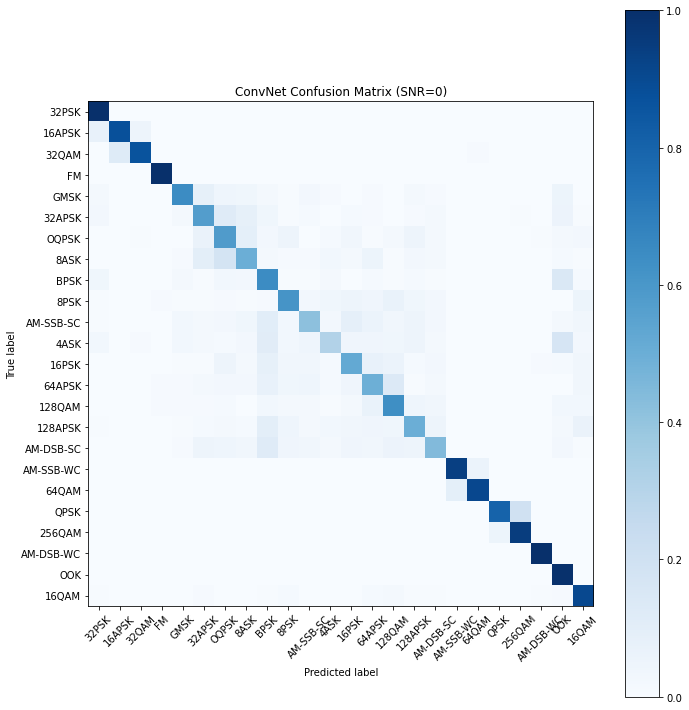 ConvNet Confusion Matrix (SNR=0)
True label
32PSK
16APSK
32QAM
FM
GMSK
32APSK
OQPSK
8ASK
BPSK
8PSK
AM-SSB-SC
4ASK
16PSK
64APSK
128QAM
128APSK
AM-DSB-SC
AM-SSB-WC
64QAM
QPSK
256QAM
AM-DSB-WC
OOK
16QAM
32PSK
16APSK
32QAM
FM
GMSK
32APSK
OQPSK
8ASK
BPSK
8PSK
AM-SSB-SC
4ASK
16PSK
64APSK
128QAM
128APSK
AM-DSB-SC
AM-SSB-WC
64QAM
QPSK
256QAM
AM-DSB-WC
OOK
16QAM
Predicted label
1.0
0.8
0.6
0.4
0.2
0.0